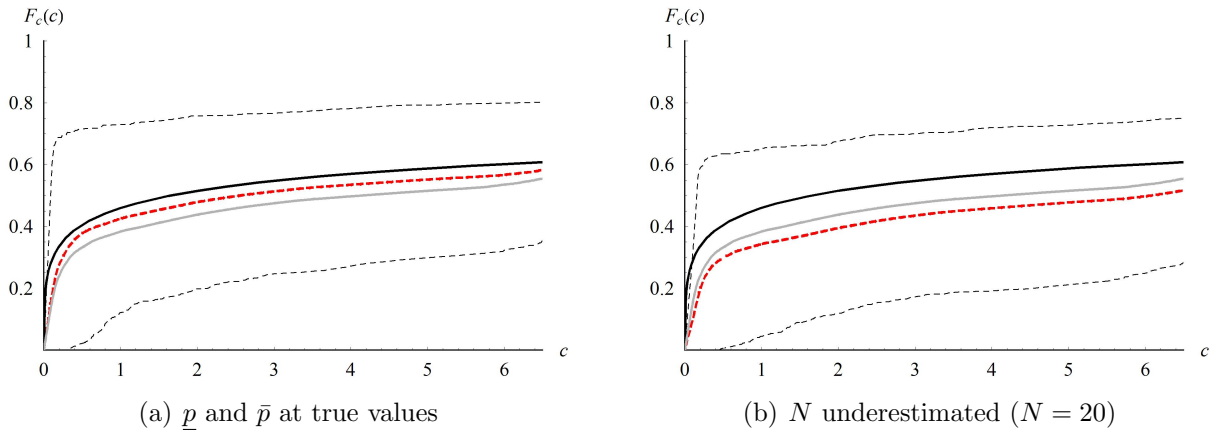 F_c(c) F_c(c)
1 1
0.8 0.8
0.6 0.6
0.4 0.4
0.2 0.2
0 1 2 3 4 5 6 c 0 1 2 3 4 5 6 c
(a) p̲ and p̄ at true values (b) N underestimated (N = 20)